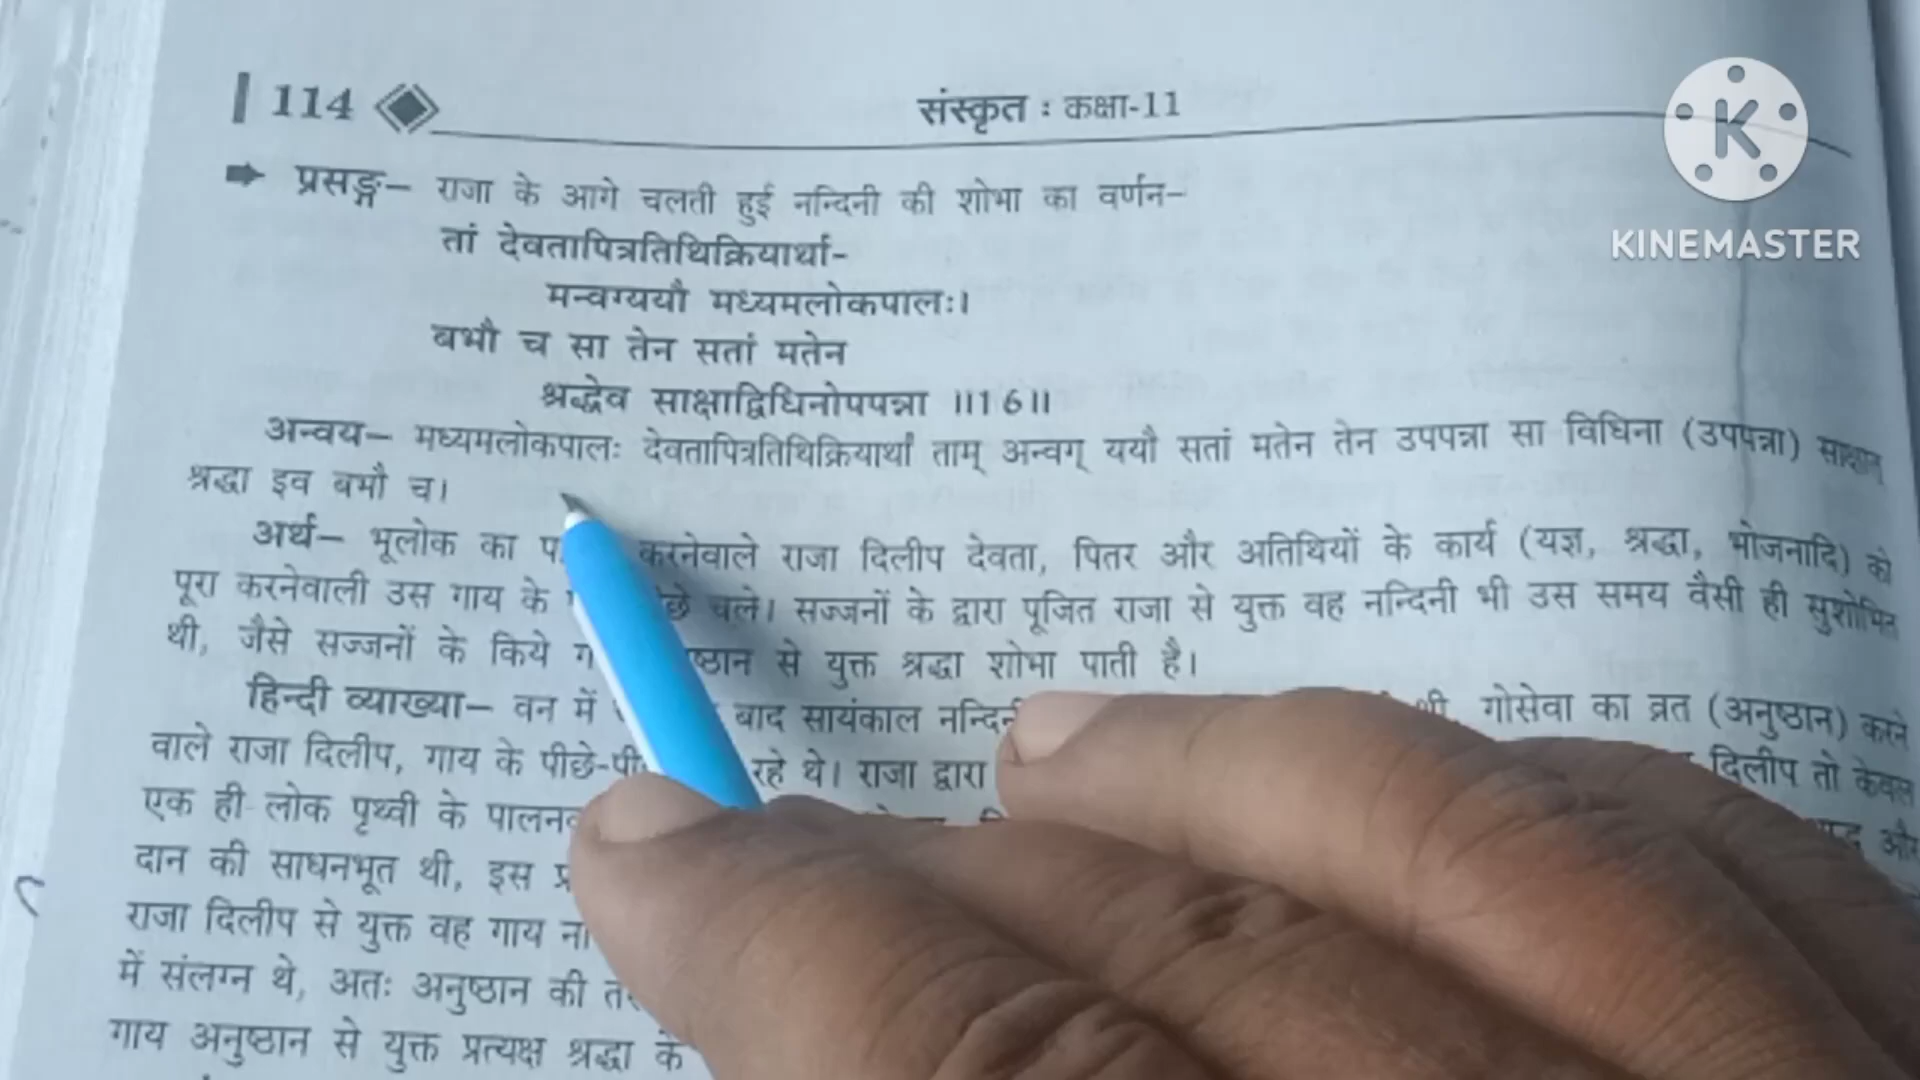 114 संस्कृत : कक्षा-11
प्रसङ्ग– राजा के आगे चलती हुई नन्दिनी की शोभा का वर्णन–
तां देवतापित्रतिथिक्रियार्था-
मन्वग्ययौ मध्यमलोकपालः।
बभौ च सा तेन सतां मतेन
श्रद्धेव साक्षाद्विधिनोपपन्ना ॥16॥
अन्वय– मध्यमलोकपालः देवतापित्रतिथिक्रियार्थां ताम् अन्वग् ययौ सतां मतेन तेन उपपन्ना सा विधिना (उपपन्ना) साक्षात्
श्रद्धा इव बभौ च।
अर्थ– भूलोक का करनेवाले राजा दिलीप देवता, पितर और अतिथियों के कार्य (यज्ञ, श्रद्धा, भोजनादि) को
पूरा करनेवाली उस गाय के चले। सज्जनों के द्वारा पूजित राजा से युक्त वह नन्दिनी भी उस समय वैसी ही सुशोभित
थी, जैसे सज्जनों के किये से युक्त श्रद्धा शोभा पाती है।
हिन्दी व्याख्या– वन में बाद सायंकाल थी, गोसेवा का व्रत (अनुष्ठान) करने
वाले राजा दिलीप, गाय के रहे थे। राजा द्वारा दिलीप तो केवल
एक ही लोक पृथ्वी के और
दान की साधनभूत थी, इस
राजा दिलीप से युक्त वह गाय
में संलग्न थे, अतः अनुष्ठान की
गाय अनुष्ठान से युक्त प्रत्यक्ष श्रद्धा के
K
KINEMASTER